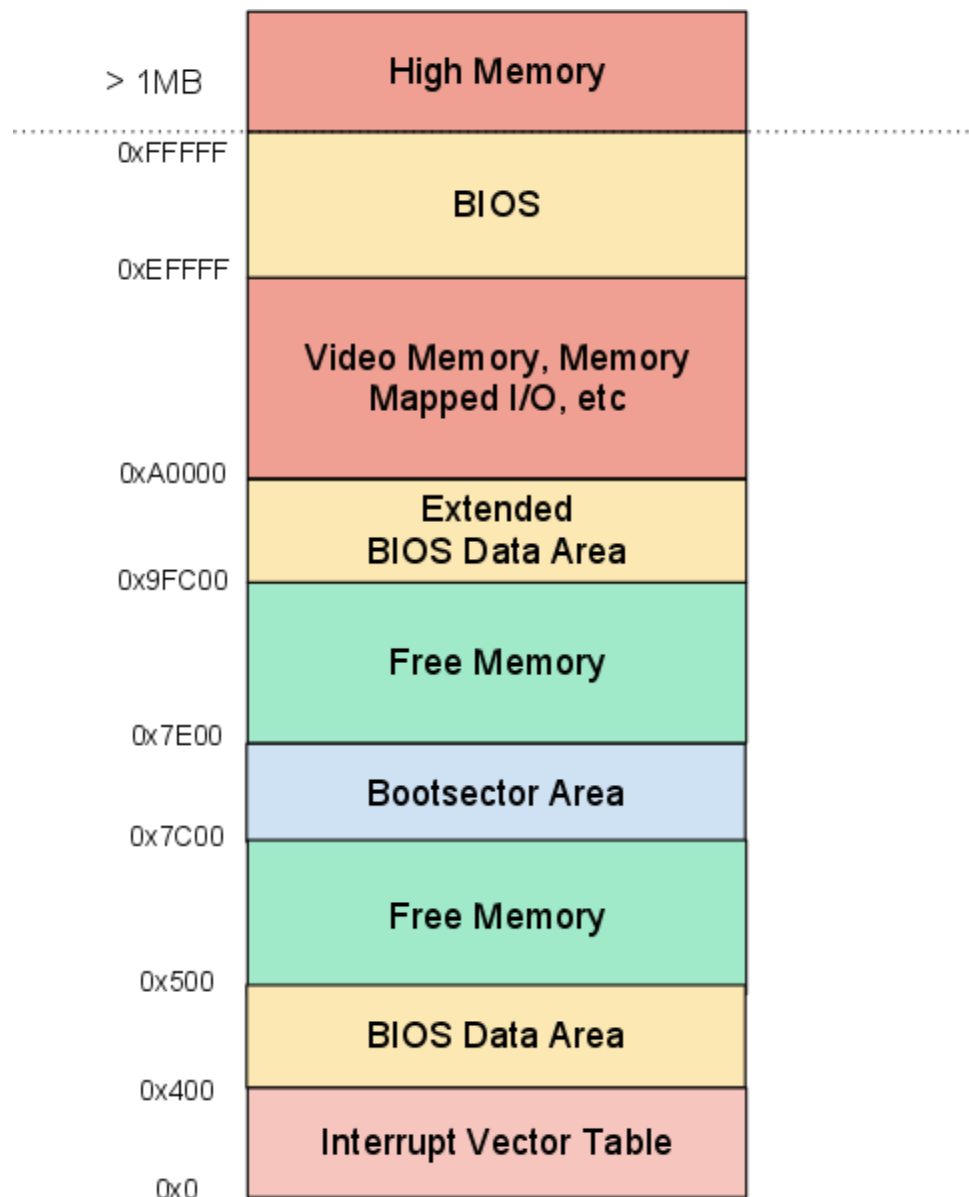 High Memory
> 1MB
0xFFFFF
BIOS
0xEFFFF
Video Memory, Memory
Mapped I/O, etc
0xA0000
Extended
BIOS Data Area
0x9FC00
Free Memory
0x7E00
Bootsector Area
0x7C00
Free Memory
0x500
BIOS Data Area
0x400
Interrupt Vector Table
0x0